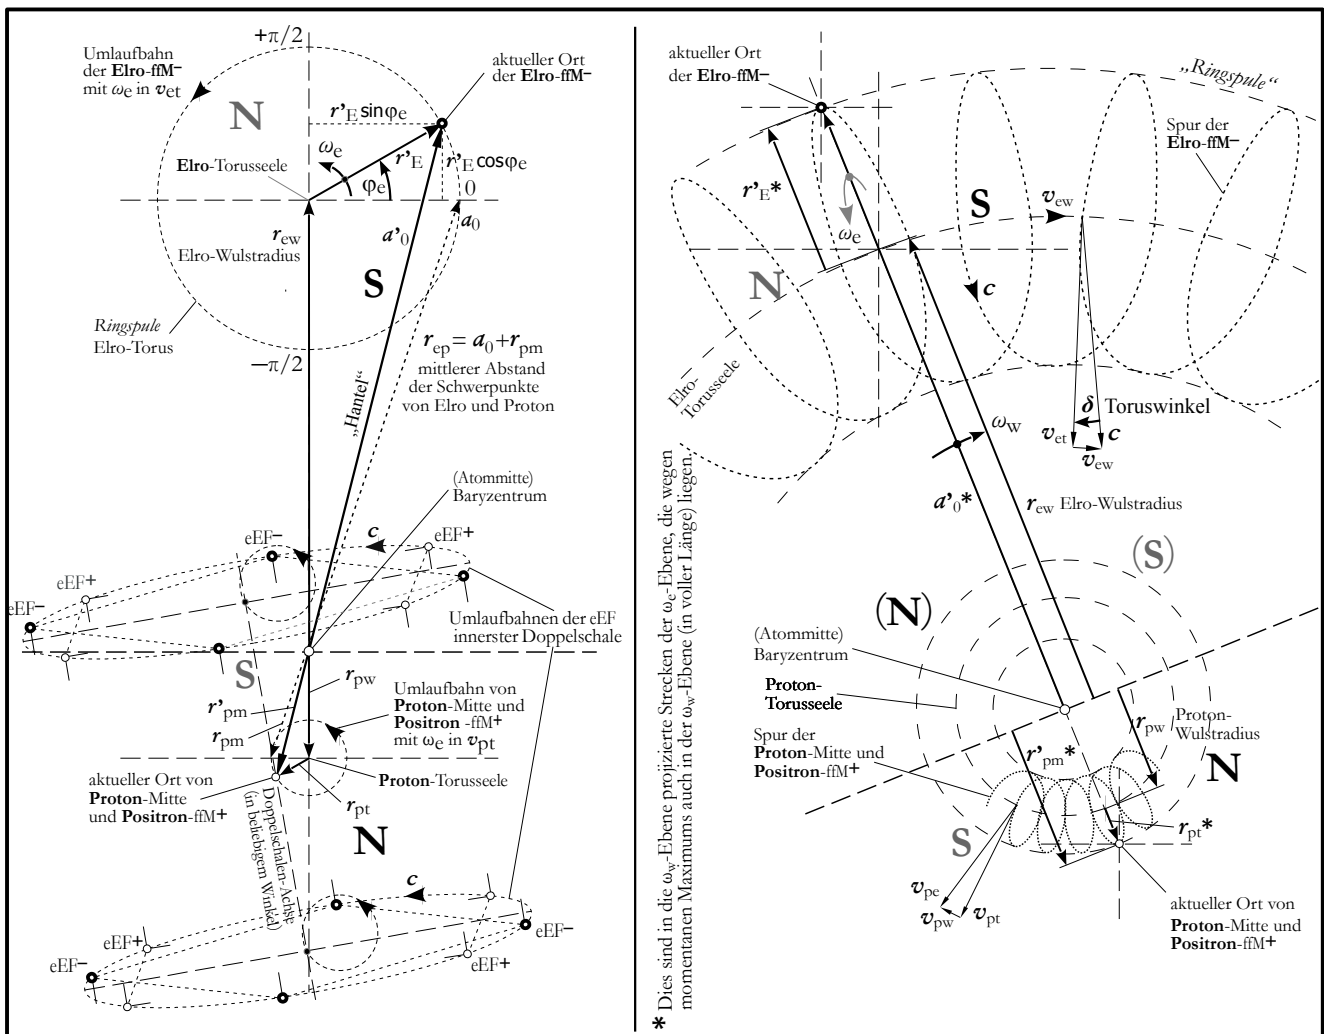 +π/2
Umlaufbahn
der Elro-ffM–
mit ωe in vet
aktueller Ort
der Elro-ffM–
N
r'E sinφe
ωe
r'E
r'E cosφe
Elro-Torusseele
φe
0
a0
rew
Elro-Wulstradius
a'0
S
Ringspule
Elro-Torus
–π/2
rep = a0 + rpm
mittlerer Abstand
der Schwerpunkte
von Elro und Proton
„Hantel“
(Atommitte)
Baryzentrum
eEF–
c
eEF+
eEF+
eEF–
Umlaufbahnen der eEF
innerster Doppelschale
S
rpw
r'pm
rpm
Umlaufbahn von
Proton-Mitte und
Positron -ffM+
mit ωe in vpt
aktueller Ort von
Proton-Mitte
und Positron-ffM+
Proton-Torusseele
rpt
N
Doppelschalen-Achse
(in beliebigem Winkel)
c
eEF+
eEF–
eEF–
eEF+
aktueller Ort
der Elro-ffM–
„Ringspule“
Spur der
Elro-ffM–
r'E*
S
vew
ωe
N
c
Elro-
Torusseele
δ
Toruswinkel
vet
c
vew
ωw
a'0*
rew Elro-Wulstradius
(S)
(N)
(Atommitte)
Baryzentrum
Proton-
Torusseele
Spur der
Proton-Mitte und
Positron-ffM+
rpw
Proton-
Wulstradius
r'pm*
N
rpt*
S
vpe
vpw
vpt
aktueller Ort von
Proton-Mitte und
Positron-ffM+
* Dies sind in die ωw-Ebene projizierte Strecken der ωe-Ebene, die wegen
momentanen Maximums auch in der ωw-Ebene (in voller Länge) liegen.